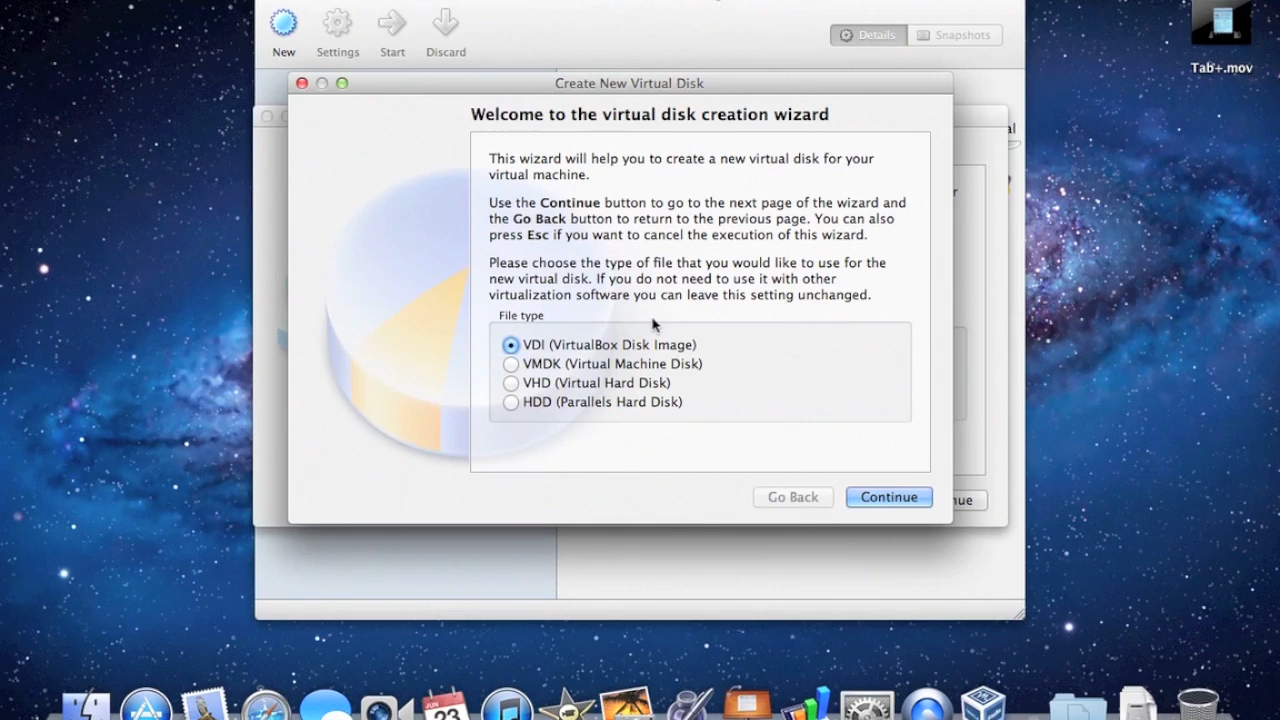 New
Settings
Start
Discard
Details
Snapshots
Tab+.mov
Create New Virtual Disk
Welcome to the virtual disk creation wizard
This wizard will help you to create a new virtual disk for your
virtual machine.
Use the Continue button to go to the next page of the wizard and
the Go Back button to return to the previous page. You can also
press Esc if you want to cancel the execution of this wizard.
Please choose the type of file that you would like to use for the
new virtual disk. If you do not need to use it with other
virtualization software you can leave this setting unchanged.
File type
VDI (VirtualBox Disk Image)
VMDK (Virtual Machine Disk)
VHD (Virtual Hard Disk)
HDD (Parallels Hard Disk)
Go Back
Continue
JUN
23